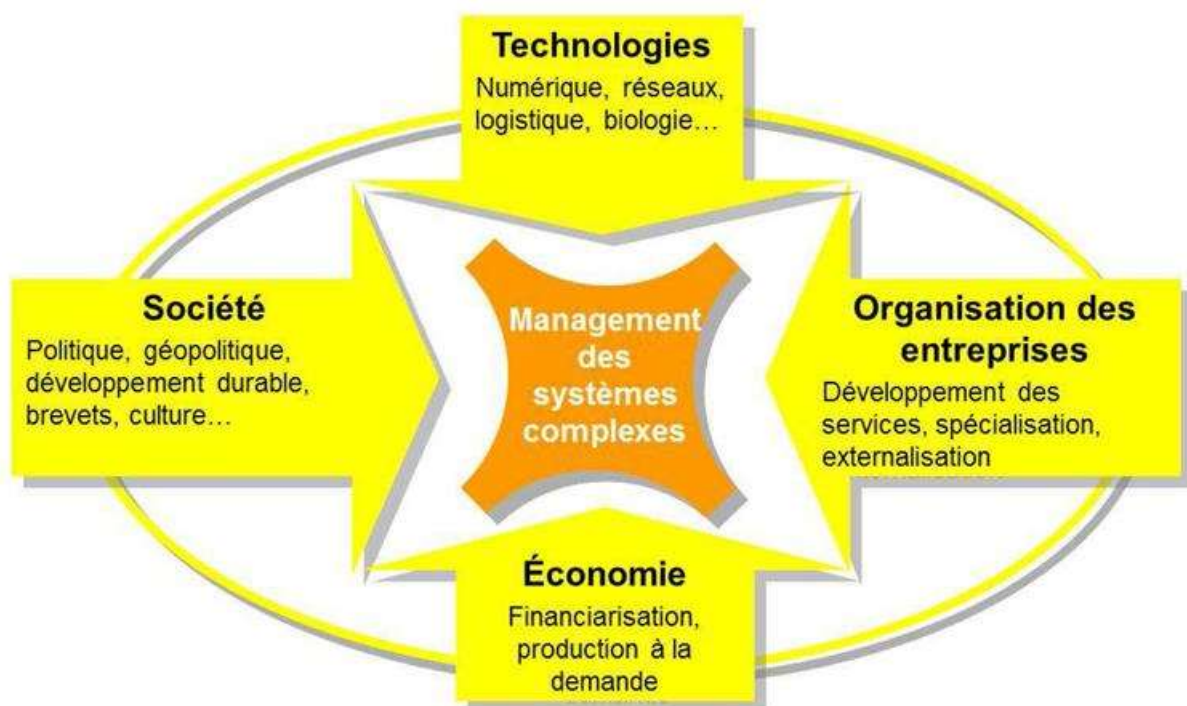 Technologies
Numérique, réseaux,
logistique, biologie…
Société
Politique, géopolitique,
développement durable,
brevets, culture…
Management
des
systèmes
complexes
Organisation des
entreprises
Développement des
services, spécialisation,
externalisation
Économie
Financiarisation,
production à la
demande